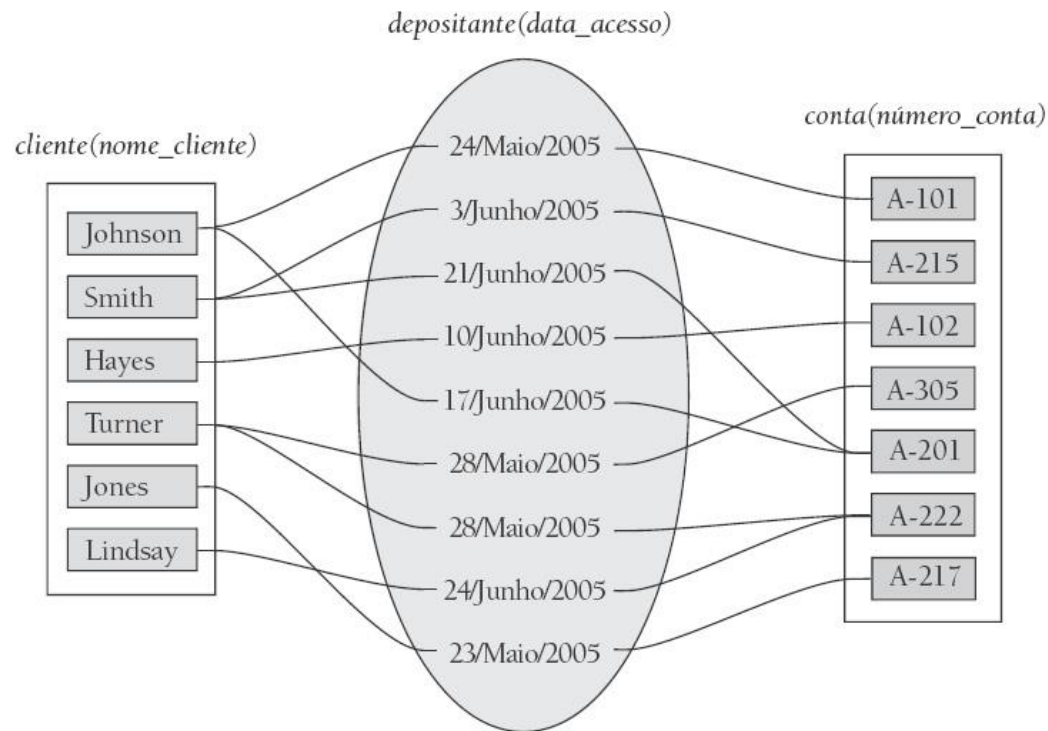 depositante(data_acesso)
cliente(nome_cliente)
conta(número_conta)
Johnson
Smith
Hayes
Turner
Jones
Lindsay
24/Maio/2005
3/Junho/2005
21/Junho/2005
10/Junho/2005
17/Junho/2005
28/Maio/2005
28/Maio/2005
24/Junho/2005
23/Maio/2005
A-101
A-215
A-102
A-305
A-201
A-222
A-217